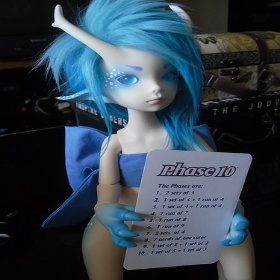 THE JOU
Phase 10
The Phases are:
1. 2 sets of 3
2. 1 set of 3 + 1 run of 4
3. 1 set of 4 + 1 run of 4
4. 1 run of 7
5. 1 run of 8
6. 1 run of 9
7. 2 sets of 4
8. 7 cards of one color
9. 1 set of 5 + 1 set of 2
10. 1 set of 5 + 1 set of 3